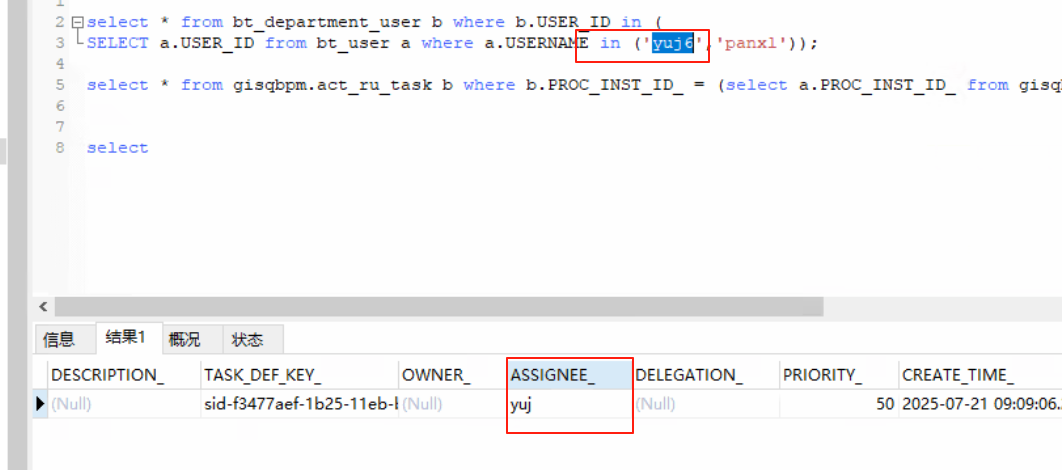 1
2 select * from bt_department_user b where b.USER_ID in (
3 SELECT a.USER_ID from bt_user a where a.USERNAME in ('yuj6','panxl'));
4
5 select * from gisqbpm.act_ru_task b where b.PROC_INST_ID_ = (select a.PROC_INST_ID_ from gisq
6
7
8 select
信息 结果1 概况 状态
DESCRIPTION_ TASK_DEF_KEY_ OWNER_ ASSIGNEE_ DELEGATION_ PRIORITY_ CREATE_TIME_
(Null) sid-f3477aef-1b25-11eb- (Null) yuj (Null) 50 2025-07-21 09:09:06..